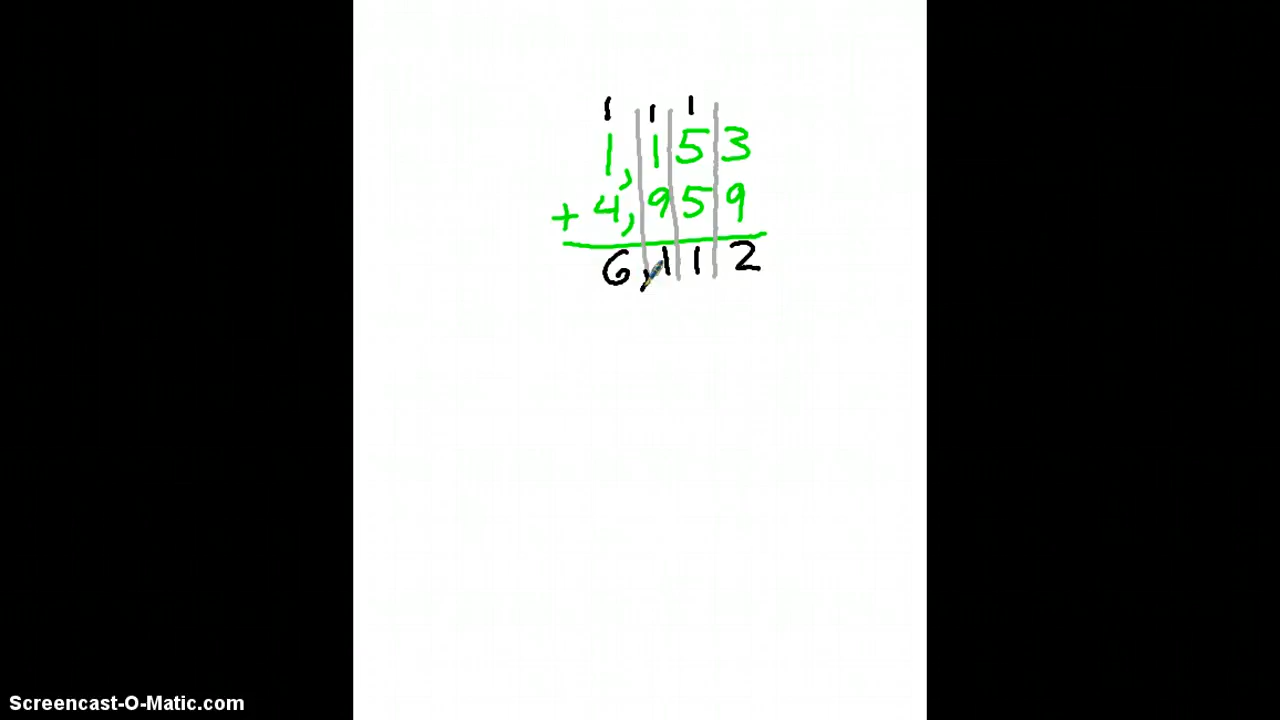 1 1 1
1,153
+ 4,959
6,112
Screencast-O-Matic.com